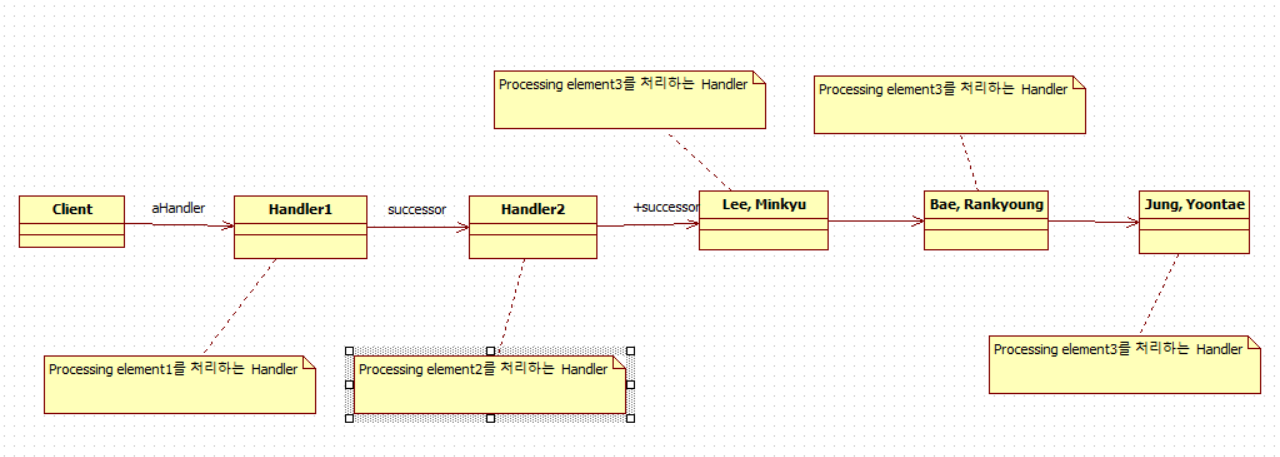 Processing element3를 처리하는 Handler
Processing element3를 처리하는 Handler
Client
aHandler
Handler1
successor
Handler2
+successor
Lee, Minkyu
Bae, Rankyoung
Jung, Yoontae
Processing element1를 처리하는 Handler
Processing element2를 처리하는 Handler
Processing element3를 처리하는 Handler